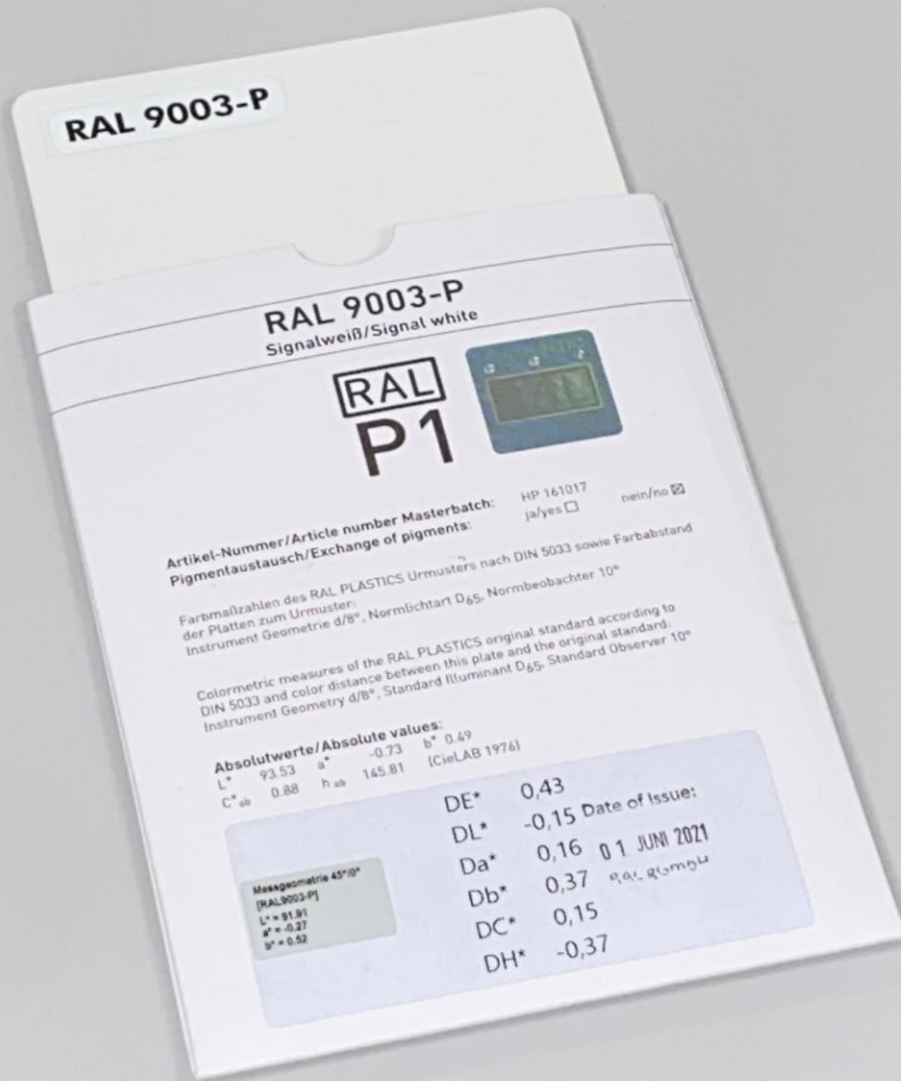 RAL 9003-P
RAL 9003-P
Signalweiß/Signal white
RAL
P1
Artikel-Nummer/Article number Masterbatch: HP 161017
Pigmentaustausch/Exchange of pigments: ja/yes ☐ nein/no ☒
Farbmaßzahlen des RAL PLASTICS Urmusters nach DIN 5033 sowie Farbabstand
der Platten zum Urmuster:
Instrument Geometrie d/8°, Normlichtart D65, Normbeobachter 10°
Colormetric measures of the RAL PLASTICS original standard according to
DIN 5033 and color distance between this plate and the original standard:
Instrument Geometry d/8°, Standard Illuminant D65, Standard Observer 10°
Absolutwerte/Absolute values:
L* 93.53 a* -0.73 b* 0.49
C*ab 0.88 h ab 145.81 (CieLAB 1976)
DE* 0,43
DL* -0,15 Date of Issue:
Da* 0,16 01 JUNI 2021
Db* 0,37
DC* 0,15
DH* -0,37
Messgeometrie 45°/0°
[RAL9003-P]
L* = 91.91
a* = -0.27
b* = 0.52